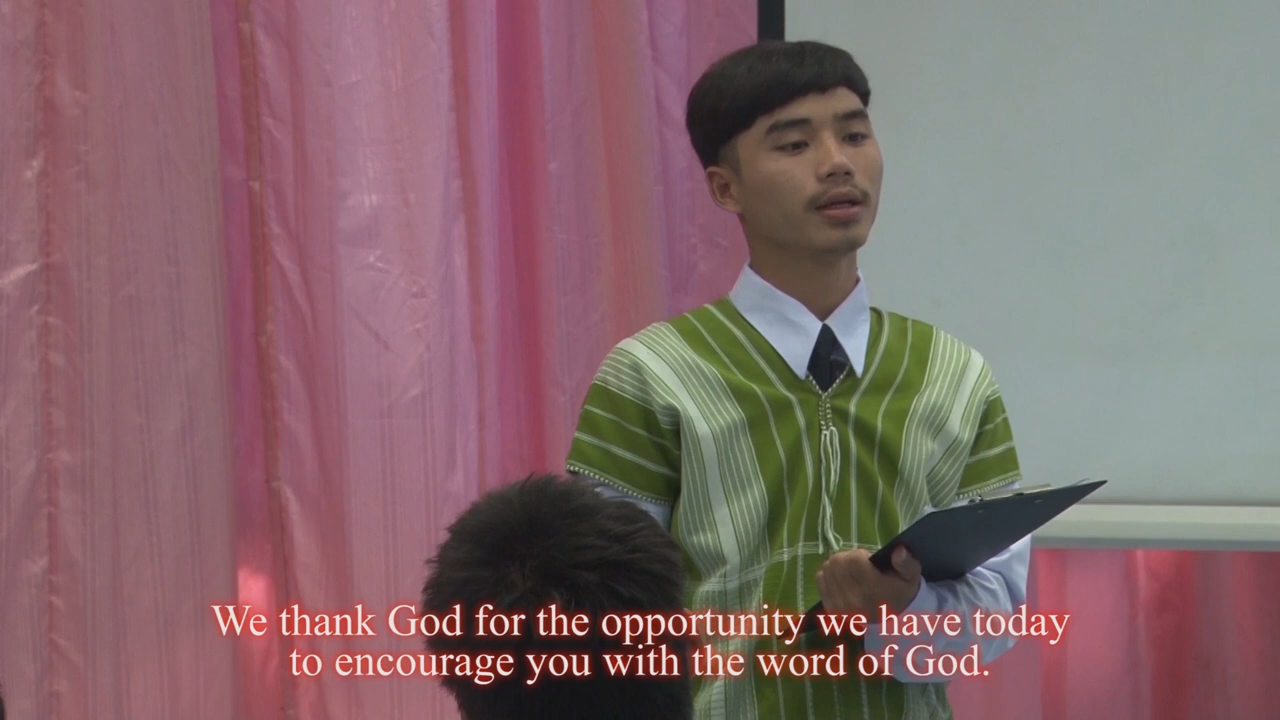 We thank God for the opportunity we have today
to encourage you with the word of God.